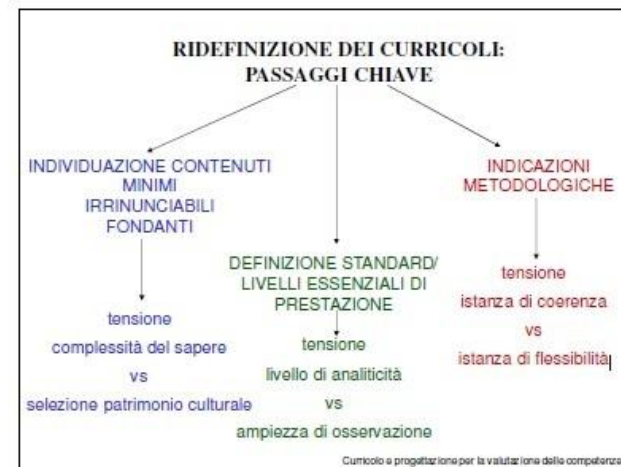 RIDEFINIZIONE DEI CURRICOLI:
PASSAGGI CHIAVE
INDIVIDUAZIONE CONTENUTI
MINIMI
IRRINUNCIABILI
FONDANTI
tensione
complessità del sapere
vs
selezione patrimonio culturale
DEFINIZIONE STANDARD/
LIVELLI ESSENZIALI DI
PRESTAZIONE
tensione
livello di analiticità
vs
ampiezza di osservazione
INDICAZIONI
METODOLOGICHE
tensione
istanza di coerenza
vs
istanza di flessibilità
Curricolo e progettazione per la valutazione delle competenze